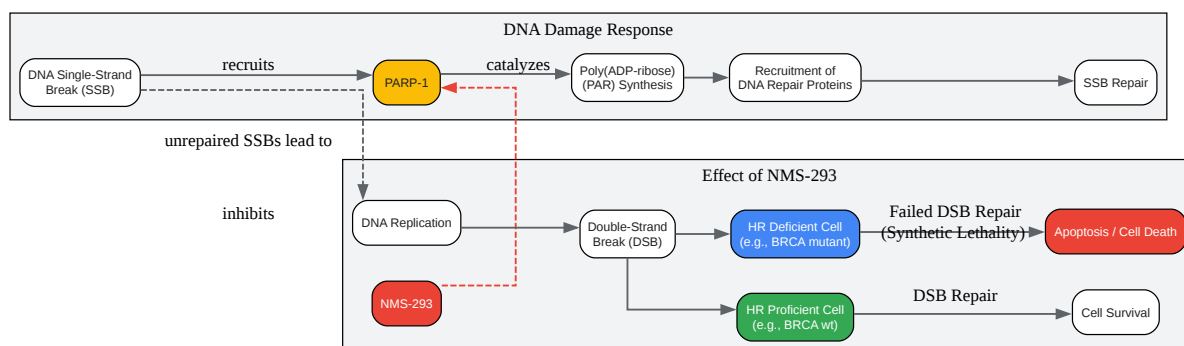 DNA Damage Response
DNA Single-Strand
Break (SSB)
recruits
PARP-1
catalyzes
Poly(ADP-ribose)
(PAR) Synthesis
Recruitment of
DNA Repair Proteins
SSB Repair
unrepaired SSBs lead to
inhibits
Effect of NMS-293
DNA Replication
Double-Strand
Break (DSB)
HR Deficient Cell
(e.g., BRCA mutant)
Failed DSB Repair
(Synthetic Lethality)
Apoptosis / Cell Death
NMS-293
HR Proficient Cell
(e.g., BRCA wt)
DSB Repair
Cell Survival